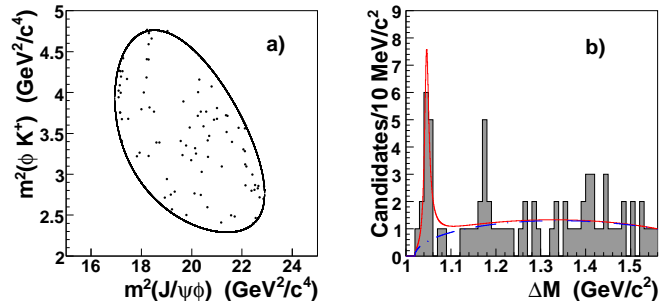 a)
m²(φ K⁺) (GeV²/c⁴)
5
4.5
4
3.5
3
2.5
2
16 18 20 22 24
m²(J/ψφ) (GeV²/c⁴)
b)
Candidates/10 MeV/c²
9
8
7
6
5
4
3
2
1
0
1 1.1 1.2 1.3 1.4 1.5
ΔM (GeV/c²)